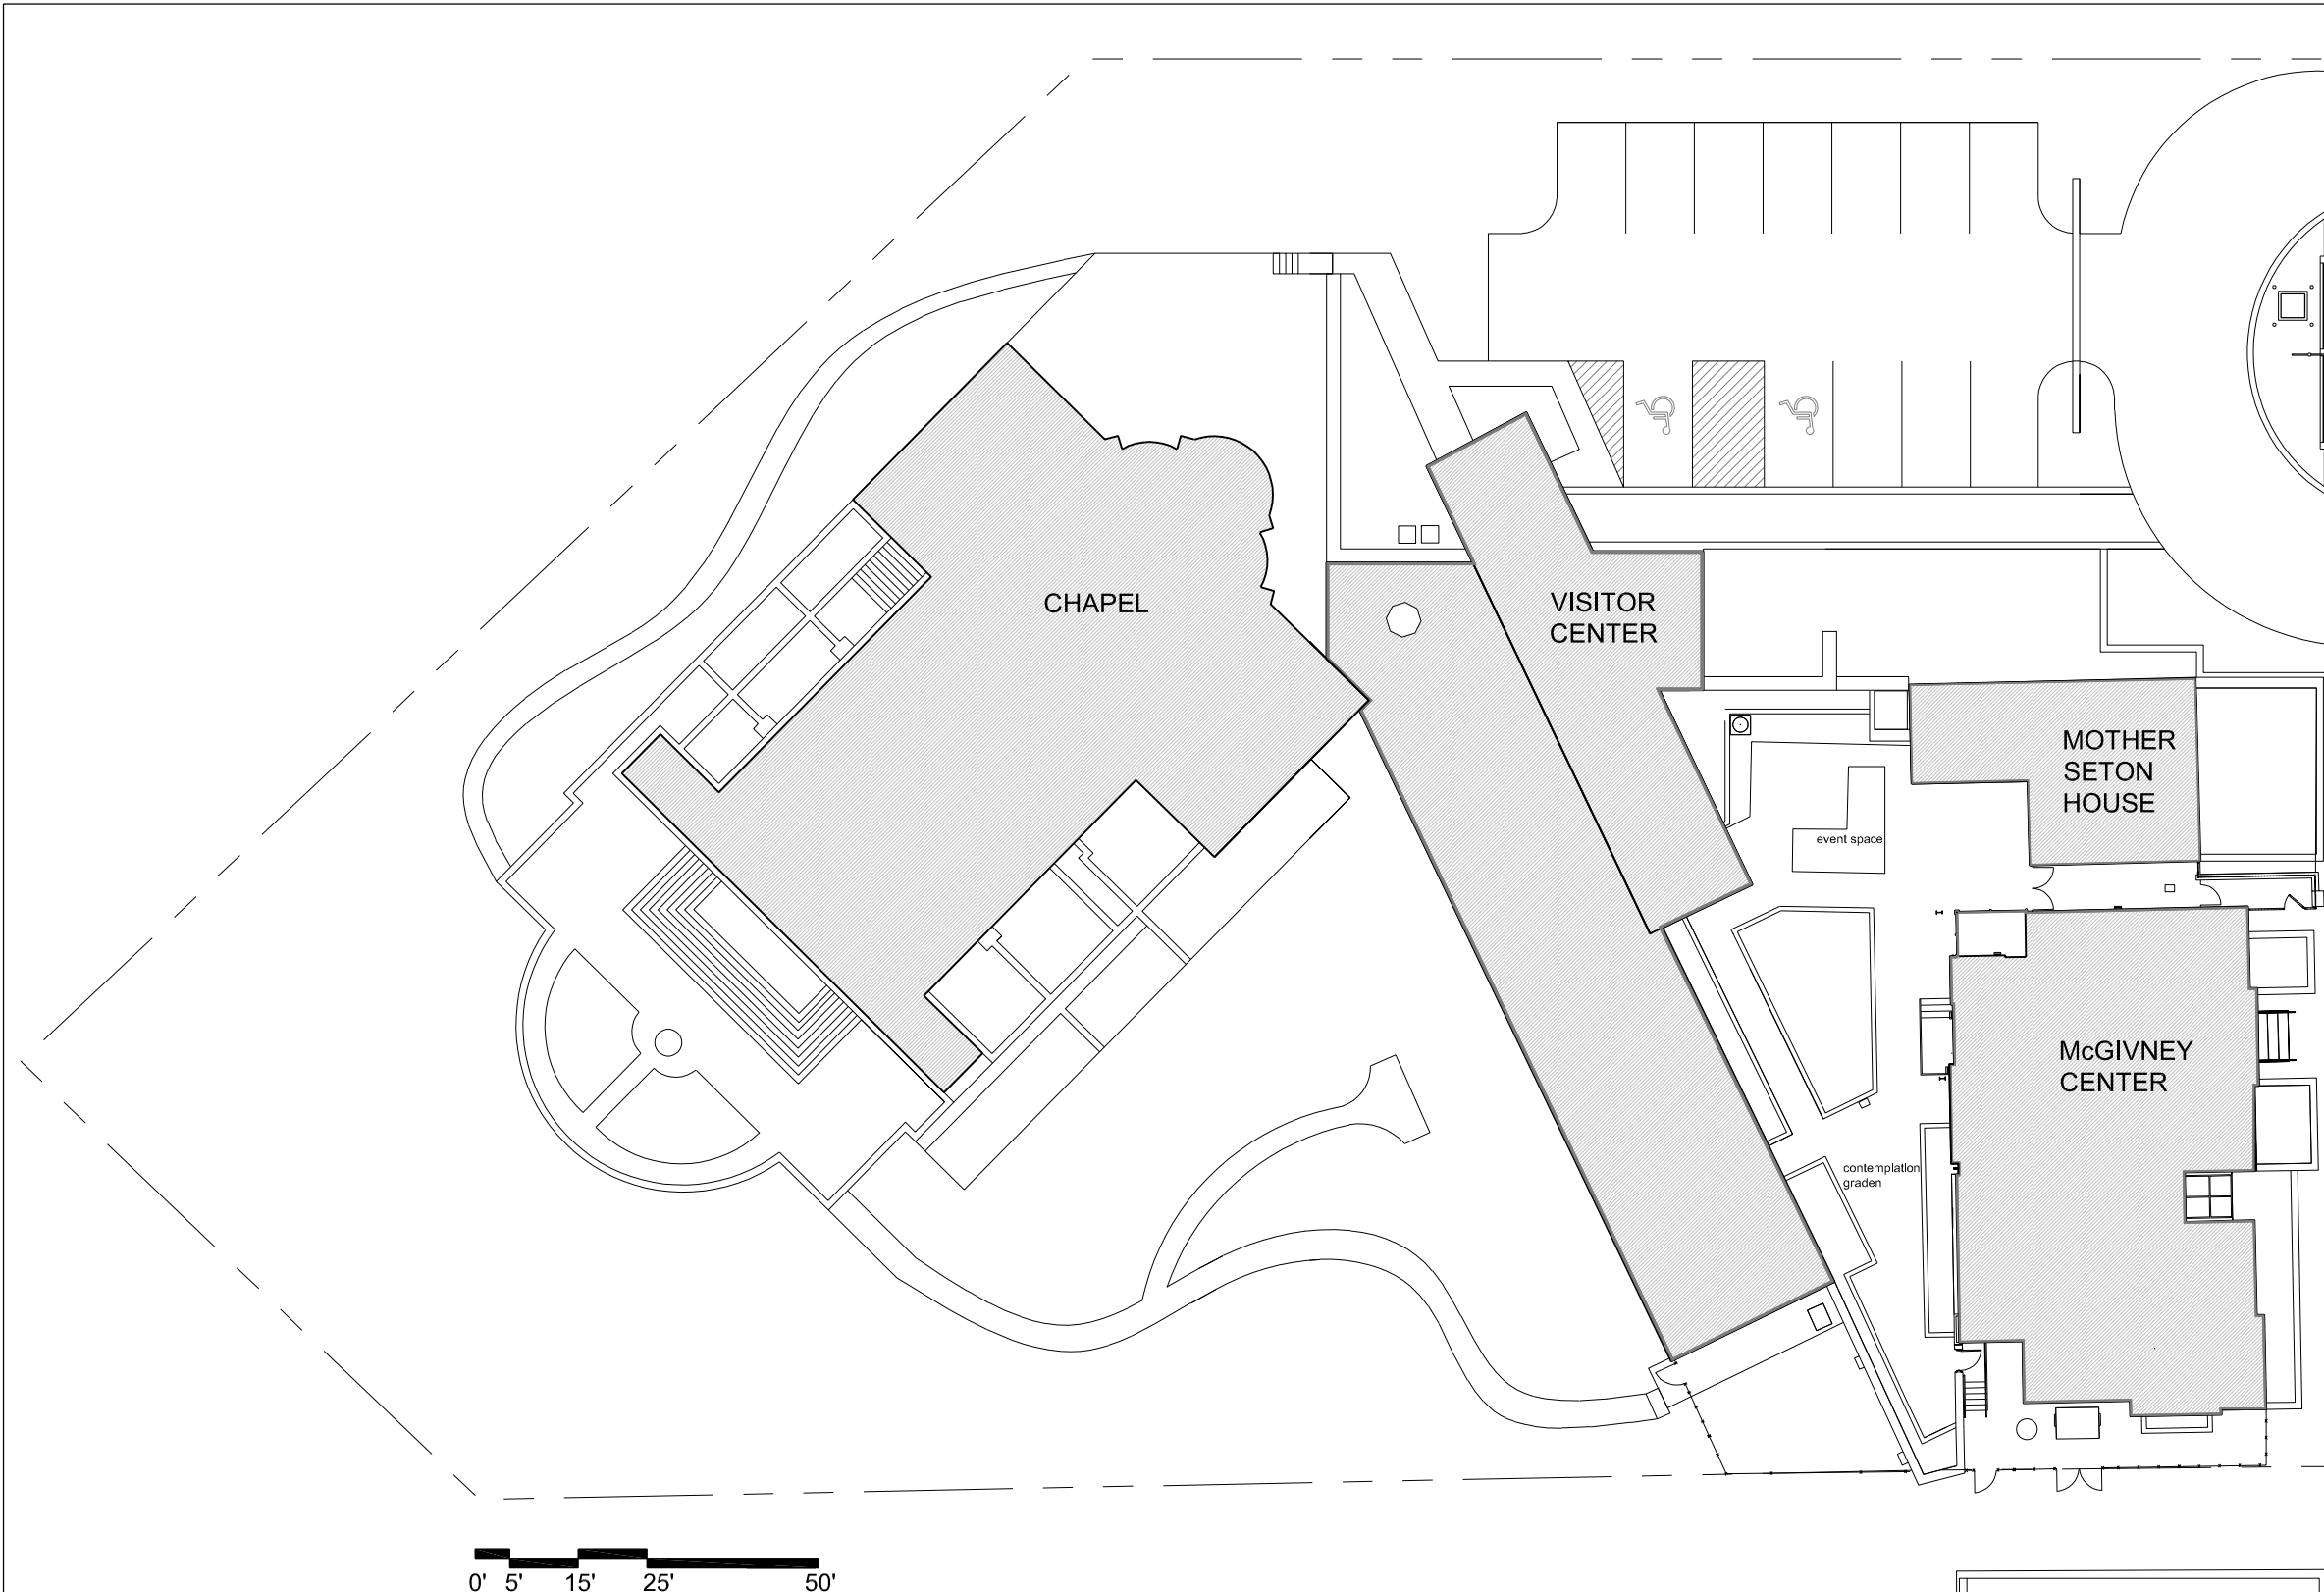 CHAPEL
VISITOR
CENTER
MOTHER
SETON
HOUSE
event space
McGIVNEY
CENTER
contemplation
graden
0' 5' 15' 25' 50'